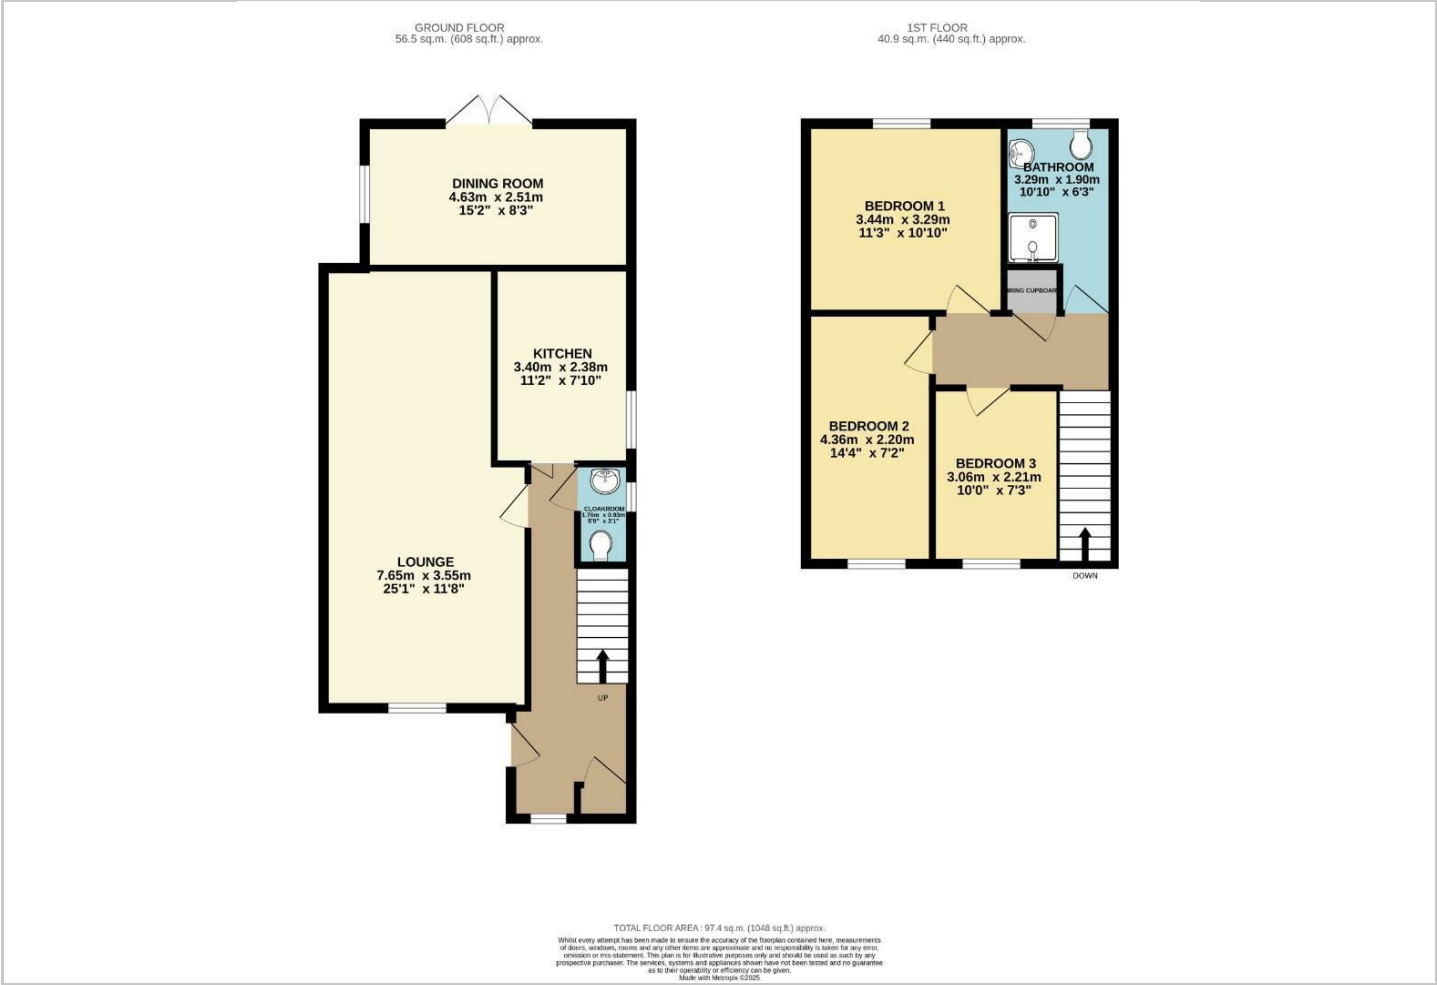 GROUND FLOOR
56.5 sq.m. (608 sq.ft.) approx.
1ST FLOOR
40.9 sq.m. (440 sq.ft.) approx.
DINING ROOM
4.63m x 2.51m
15'2" x 8'3"
KITCHEN
3.40m x 2.38m
11'2" x 7'10"
CLOAKROOM
1.76m x 0.93m
5'9" x 3'1"
LOUNGE
7.65m x 3.55m
25'1" x 11'8"
UP
BEDROOM 1
3.44m x 3.29m
11'3" x 10'10"
BATHROOM
3.29m x 1.90m
10'10" x 6'3"
IRING CUPBOAR
BEDROOM 2
4.36m x 2.20m
14'4" x 7'2"
BEDROOM 3
3.06m x 2.21m
10'0" x 7'3"
DOWN
TOTAL FLOOR AREA : 97.4 sq.m. (1048 sq.ft.) approx.
Whilst every attempt has been made to ensure the accuracy of the floorplan contained here, measurements
of doors, windows, rooms and any other items are approximate and no responsibility is taken for any error,
omission or mis-statement. This plan is for illustrative purposes only and should be used as such by any
prospective purchaser. The services, systems and appliances shown have not been tested and no guarantee
as to their operability or efficiency can be given.
Made with Metropix ©2025